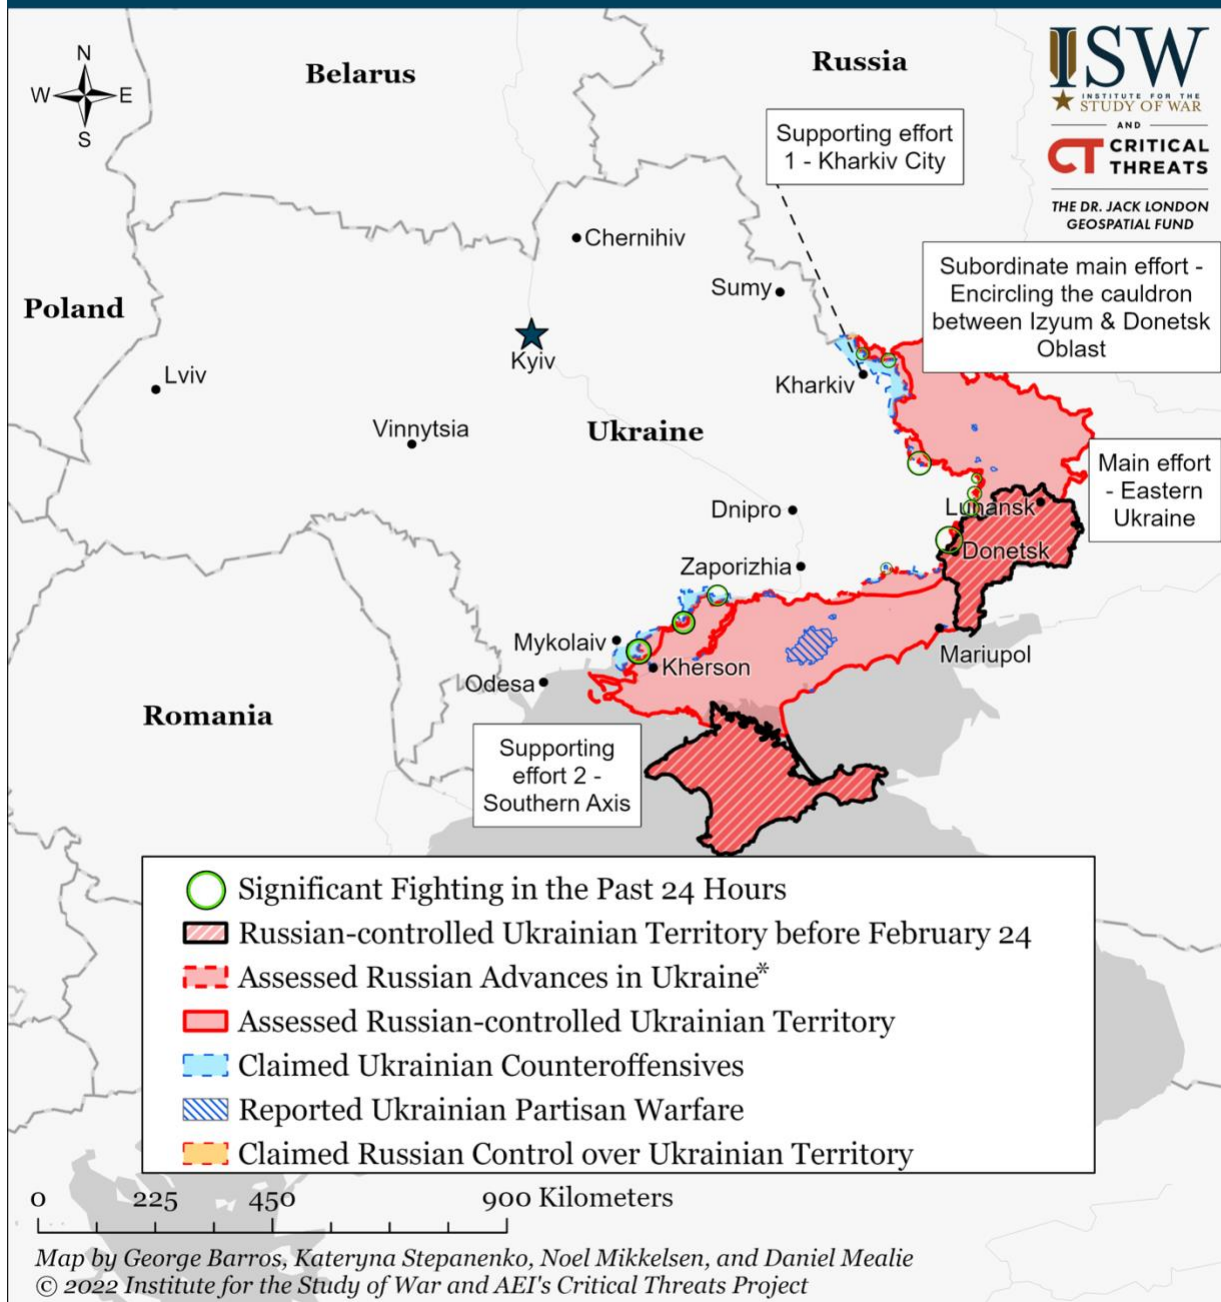 N
W
E
S
Belarus
Russia
ISW
INSTITUTE FOR THE
STUDY OF WAR
AND
CT CRITICAL
THREATS
THE DR. JACK LONDON
GEOSPATIAL FUND
Supporting effort
1 - Kharkiv City
Chernihiv
Sumy
Subordinate main effort -
Encircling the cauldron
between Izyum & Donetsk
Oblast
Poland
Kyiv
Lviv
Kharkiv
Vinnytsia
Ukraine
Main effort
- Eastern
Ukraine
Dnipro
Luhansk
Donetsk
Zaporizhia
Mykolaiv
Mariupol
Kherson
Odesa
Romania
Supporting
effort 2 -
Southern Axis
Significant Fighting in the Past 24 Hours
Russian-controlled Ukrainian Territory before February 24
Assessed Russian Advances in Ukraine*
Assessed Russian-controlled Ukrainian Territory
Claimed Ukrainian Counteroffensives
Reported Ukrainian Partisan Warfare
Claimed Russian Control over Ukrainian Territory
0 225 450 900 Kilometers
Map by George Barros, Kateryna Stepanenko, Noel Mikkelsen, and Daniel Mealie
© 2022 Institute for the Study of War and AEI's Critical Threats Project